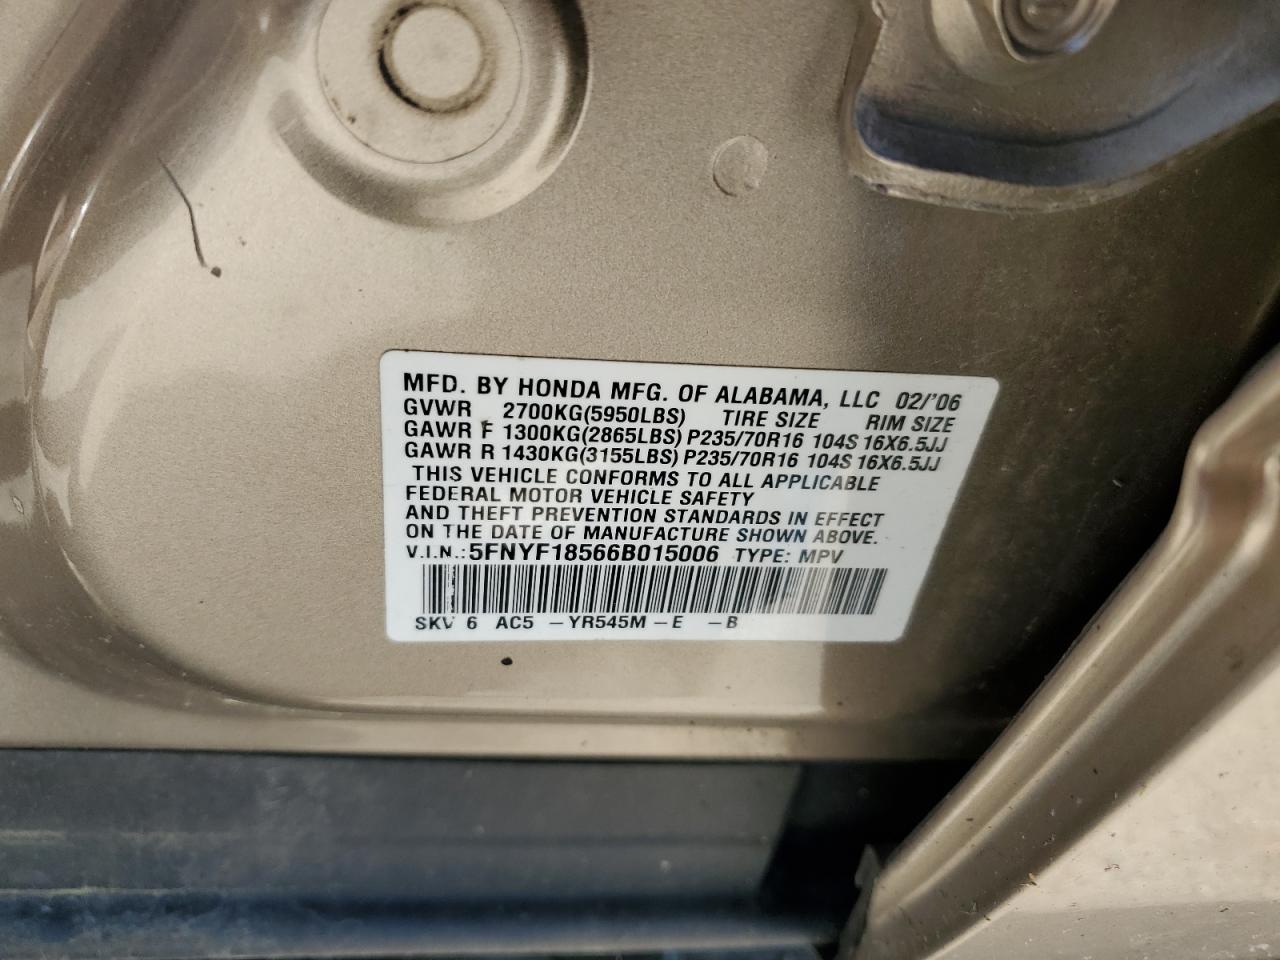 MFD. BY HONDA MFG. OF ALABAMA, LLC 02/'06
GVWR 2700KG(5950LBS) TIRE SIZE RIM SIZE
GAWR F 1300KG(2865LBS) P235/70R16 104S 16X6.5JJ
GAWR R 1430KG(3155LBS) P235/70R16 104S 16X6.5JJ
THIS VEHICLE CONFORMS TO ALL APPLICABLE
FEDERAL MOTOR VEHICLE SAFETY
AND THEFT PREVENTION STANDARDS IN EFFECT
ON THE DATE OF MANUFACTURE SHOWN ABOVE.
V.I.N.: 5FNYF18566B015006 TYPE: MPV
SKV 6 AC5 -YR545M -E -B